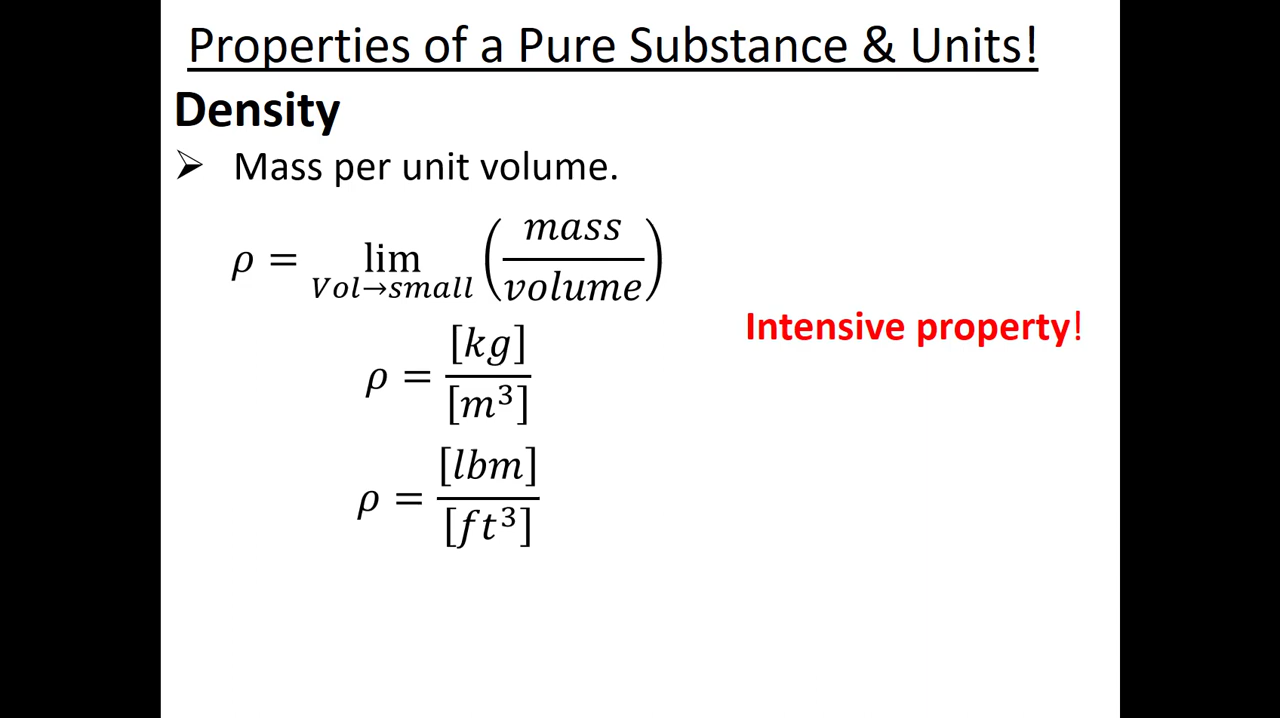 Properties of a Pure Substance & Units!
Density
➢ Mass per unit volume.
ρ = lim_{Vol→small} (mass/volume)
Intensive property!
ρ = [kg]/[m³]
ρ = [lbm]/[ft³]